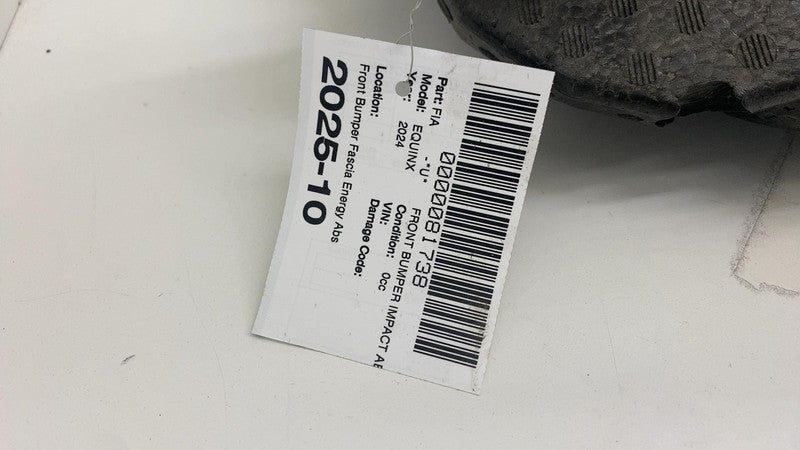 0000081738
Part: FIA -*U* FRONT BUMPER IMPACT AB
Model: EQUINX Condition: 0cc
Year: 2024 VIN:
Damage Code:
Location:
Front Bumper Fascia Energy Abs
2025-10